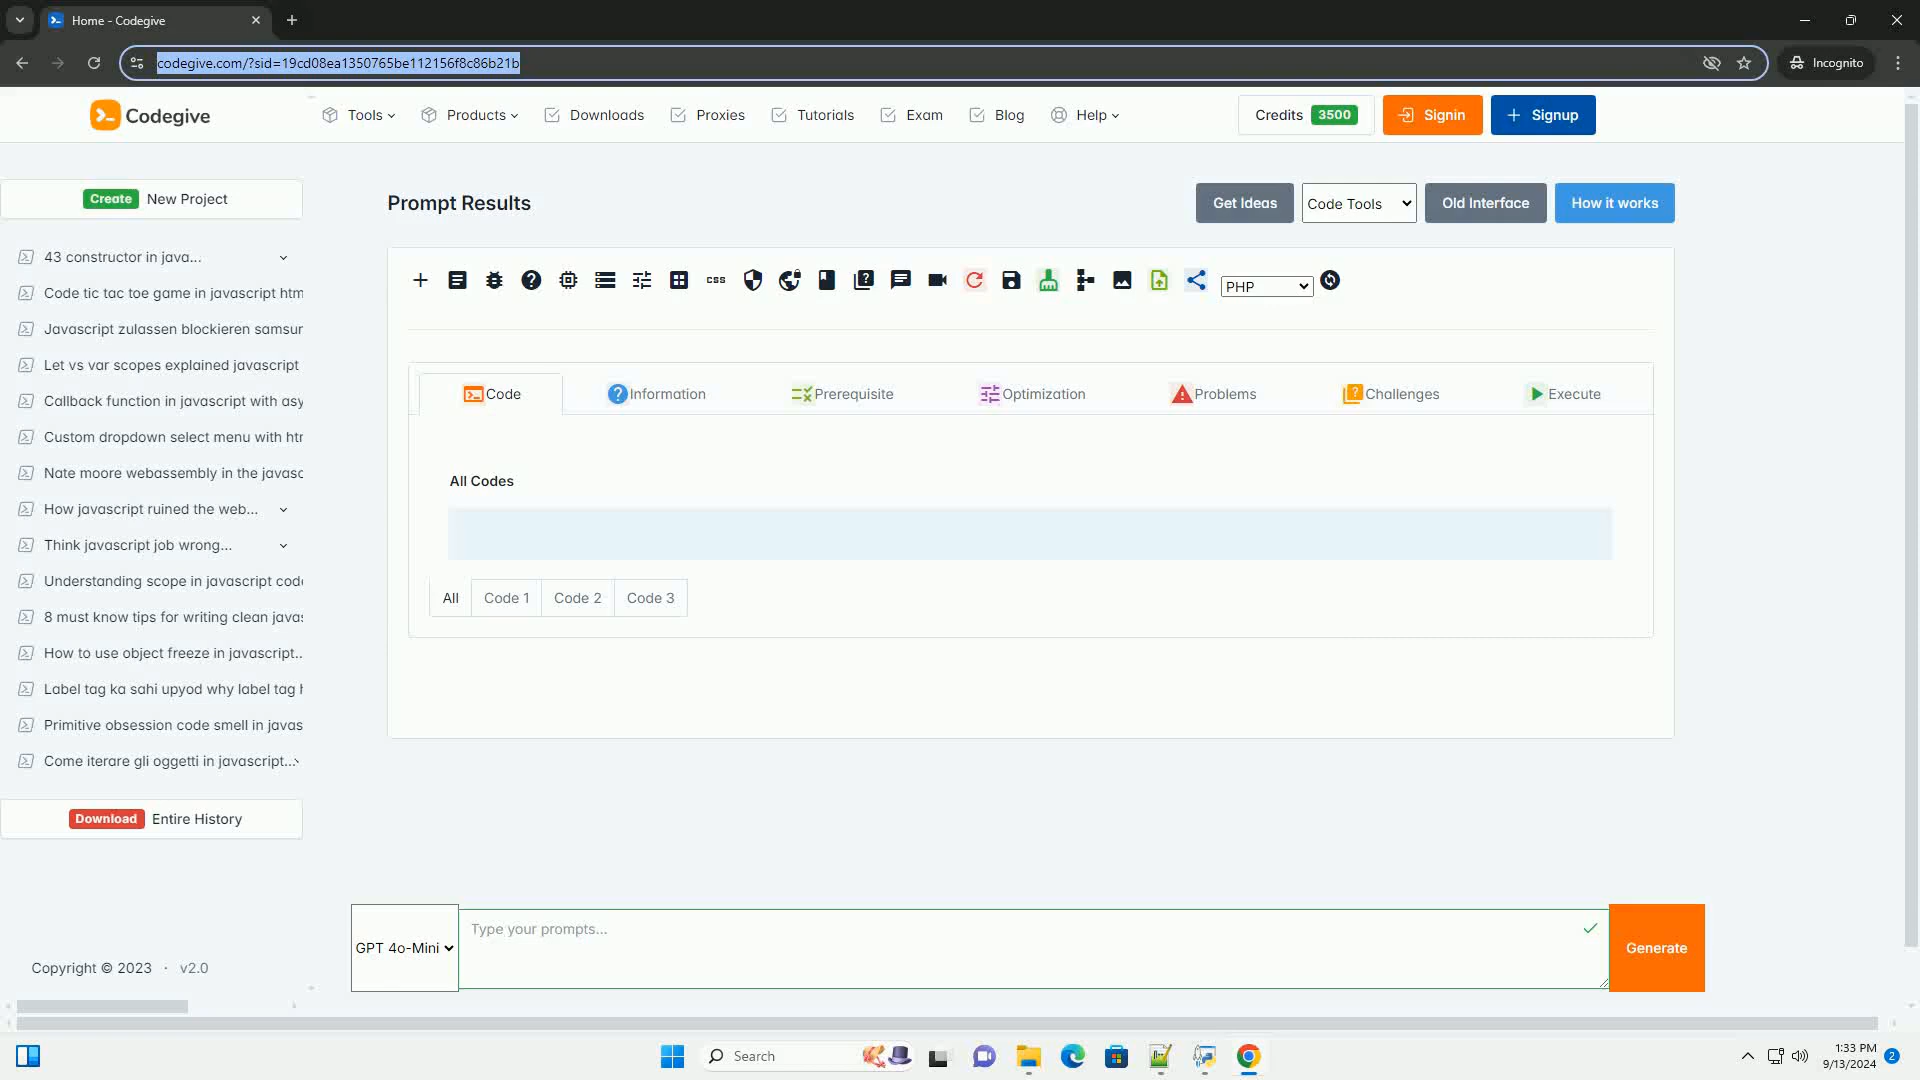 Home - Codegive
codegive.com/?sid=19cd08ea1350765be112156f8c86b21b
Incognito
Codegive
Tools
Products
Downloads
Proxies
Tutorials
Exam
Blog
Help
Credits 3500
Signin
Signup
Create New Project
43 constructor in java...
Code tic tac toe game in javascript htm
Javascript zulassen blockieren samsur
Let vs var scopes explained javascript
Callback function in javascript with asy
Custom dropdown select menu with htr
Nate moore webassembly in the javasc
How javascript ruined the web...
Think javascript job wrong...
Understanding scope in javascript code
8 must know tips for writing clean javas
How to use object freeze in javascript...
Label tag ka sahi upyod why label tag h
Primitive obsession code smell in javas
Come iterare gli oggetti in javascript...
Download Entire History
Copyright © 2023 · v2.0
Prompt Results
Get Ideas
Code Tools
Old Interface
How it works
css
PHP
Code
Information
Prerequisite
Optimization
Problems
Challenges
Execute
All Codes
All
Code 1
Code 2
Code 3
GPT 4o-Mini
Type your prompts...
Generate
Search
1:33 PM
9/13/2024
2